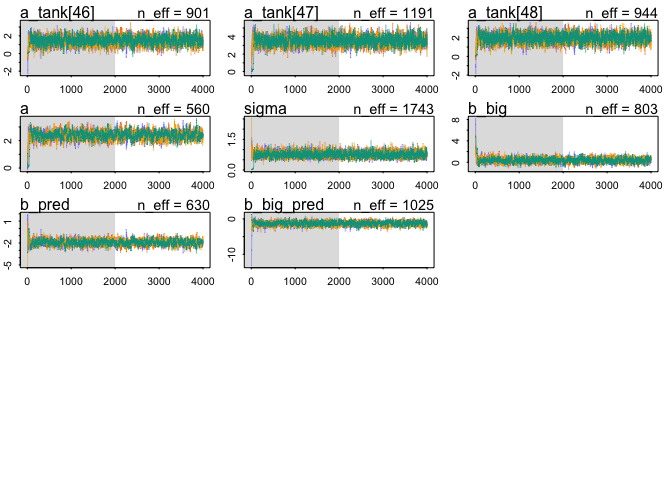 a_tank[46] n_eff = 901
a_tank[47] n_eff = 1191
a_tank[48] n_eff = 944
-2 0 2
0 2 4
-2 0 2
0 1000 2000 3000 4000
0 1000 2000 3000 4000
0 1000 2000 3000 4000
a n_eff = 560
sigma n_eff = 1743
b_big n_eff = 803
0 2
0.0 1.5
0 4 8
0 1000 2000 3000 4000
0 1000 2000 3000 4000
0 1000 2000 3000 4000
b_pred n_eff = 630
b_big_pred n_eff = 1025
-5 -2 1
-10 0
0 1000 2000 3000 4000
0 1000 2000 3000 4000